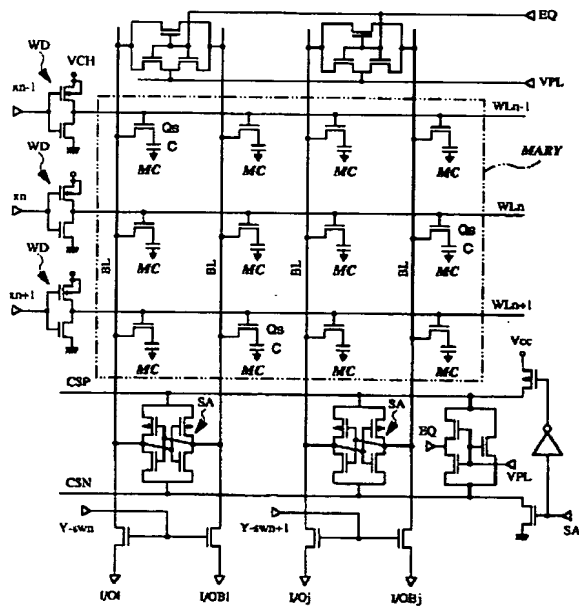 EQ
WD
VCH
VPL
xn-1
WLn-1
Qs
C
MARY
MC MC MC MC
WD
xn
WLn
Qs
C
MC MC MC MC
WD
BL BL BL BL
xn+1
WLn+1
Qs
C
MC MC MC MC
Vcc
CSP
SA SA
EQ
VPL
CSN
Y-swn Y-swn+1
SA
I/Oi I/OBi I/Oj I/OBj